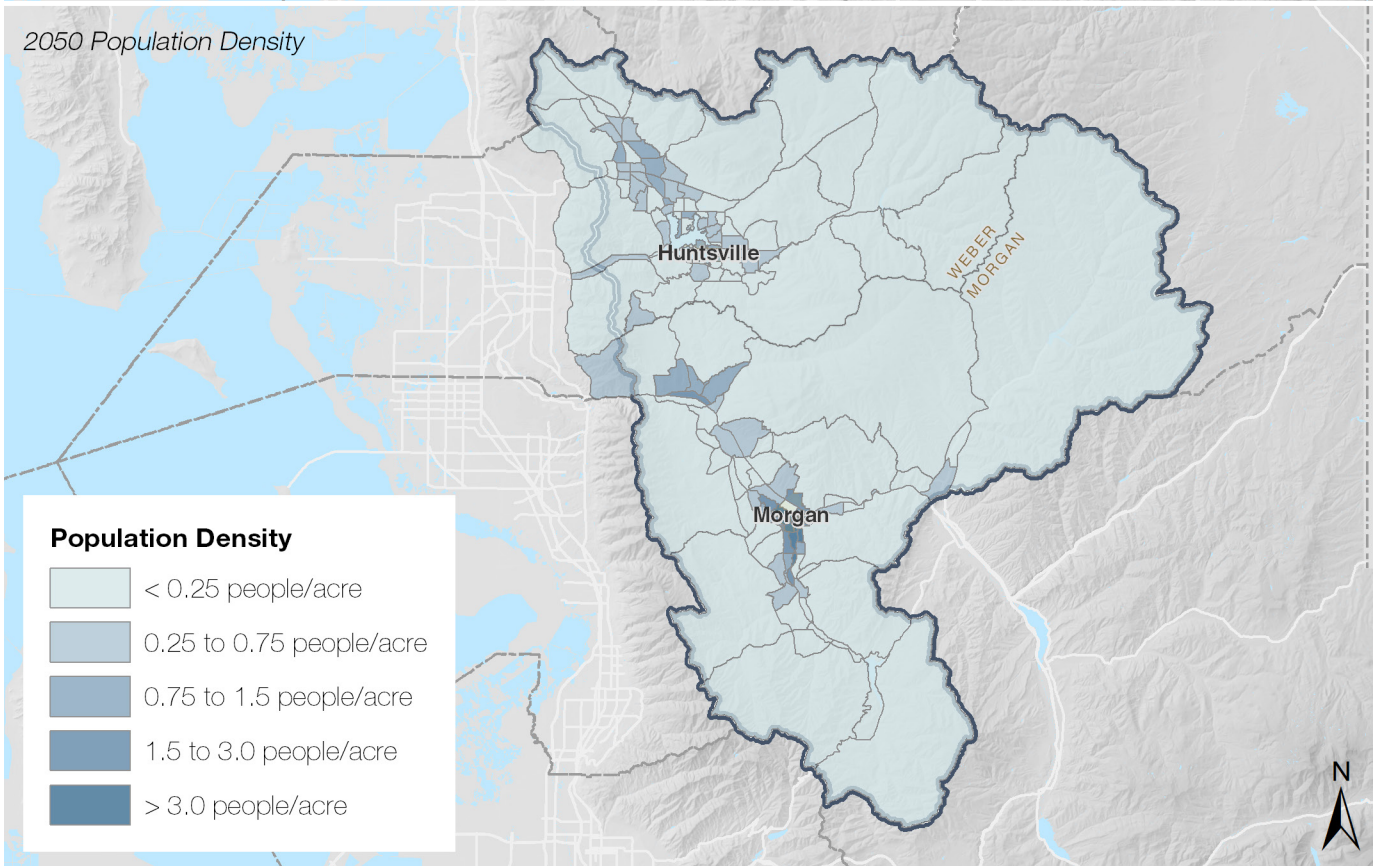 2050 Population Density
Huntsville
WEBER
MORGAN
Morgan
Population Density
< 0.25 people/acre
0.25 to 0.75 people/acre
0.75 to 1.5 people/acre
1.5 to 3.0 people/acre
> 3.0 people/acre
N